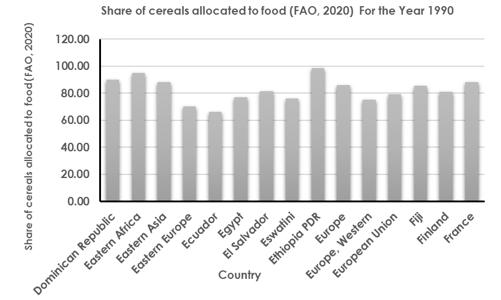 Share of cereals allocated to food (FAO, 2020) For the Year 1990
Share of cereals allocated to food (FAO, 2020)
120.00
100.00
80.00
60.00
40.00
20.00
0.00
Dominican Republic
Eastern Africa
Eastern Asia
Eastern Europe
Ecuador
Egypt
El Salvador
Eswatini
Ethiopia PDR
Europe
Europe, Western
European Union
Fiji
Finland
France
Country